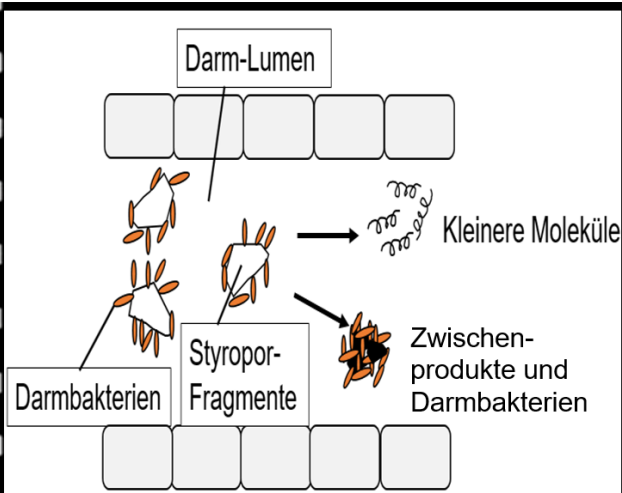 Darm-Lumen
Kleinere Moleküle
Styropor-
Fragmente
Zwischen-
produkte und
Darmbakterien
Darmbakterien